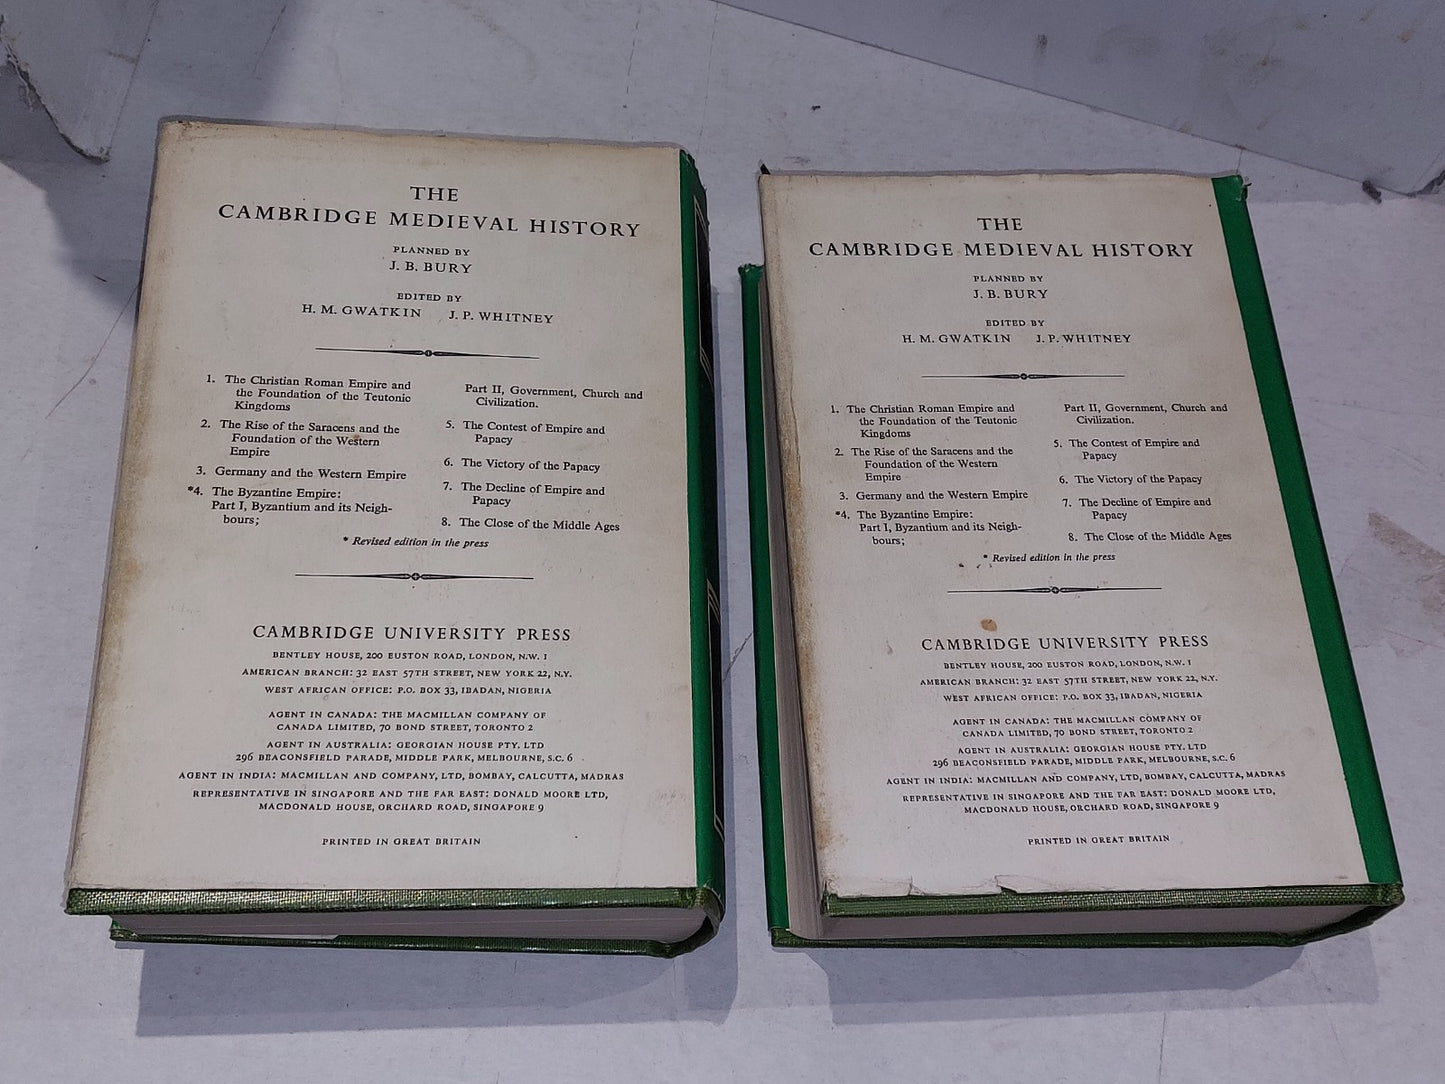 THE
CAMBRIDGE MEDIEVAL HISTORY
PLANNED BY
J. B. BURY
EDITED BY
H. M. GWATKIN J. P. WHITNEY
1. The Christian Roman Empire and
the Foundation of the Teutonic
Kingdoms
2. The Rise of the Saracens and the
Foundation of the Western
Empire
3. Germany and the Western Empire
*4. The Byzantine Empire:
Part I, Byzantium and its Neigh-
bours;
Part II, Government, Church and
Civilization.
5. The Contest of Empire and
Papacy
6. The Victory of the Papacy
7. The Decline of Empire and
Papacy
8. The Close of the Middle Ages
* Revised edition in the press
CAMBRIDGE UNIVERSITY PRESS
BENTLEY HOUSE, 200 EUSTON ROAD, LONDON, N.W. 1
AMERICAN BRANCH: 32 EAST 57TH STREET, NEW YORK 22, N.Y.
WEST AFRICAN OFFICE: P.O. BOX 33, IBADAN, NIGERIA
AGENT IN CANADA: THE MACMILLAN COMPANY OF
CANADA LIMITED, 70 BOND STREET, TORONTO 2
AGENT IN AUSTRALIA: GEORGIAN HOUSE PTY. LTD
296 BEACONSFIELD PARADE, MIDDLE PARK, MELBOURNE, S.C. 6
AGENT IN INDIA: MACMILLAN AND COMPANY, LTD, BOMBAY, CALCUTTA, MADRAS
REPRESENTATIVE IN SINGAPORE AND THE FAR EAST: DONALD MOORE LTD,
MACDONALD HOUSE, ORCHARD ROAD, SINGAPORE 9
PRINTED IN GREAT BRITAIN
THE
CAMBRIDGE MEDIEVAL HISTORY
PLANNED BY
J. B. BURY
EDITED BY
H. M. GWATKIN J. P. WHITNEY
1. The Christian Roman Empire and
the Foundation of the Teutonic
Kingdoms
2. The Rise of the Saracens and the
Foundation of the Western
Empire
3. Germany and the Western Empire
*4. The Byzantine Empire:
Part I, Byzantium and its Neigh-
bours;
Part II, Government, Church and
Civilization.
5. The Contest of Empire and
Papacy
6. The Victory of the Papacy
7. The Decline of Empire and
Papacy
8. The Close of the Middle Ages
* Revised edition in the press
CAMBRIDGE UNIVERSITY PRESS
BENTLEY HOUSE, 200 EUSTON ROAD, LONDON, N.W. 1
AMERICAN BRANCH: 32 EAST 57TH STREET, NEW YORK 22, N.Y.
WEST AFRICAN OFFICE: P.O. BOX 33, IBADAN, NIGERIA
AGENT IN CANADA: THE MACMILLAN COMPANY OF
CANADA LIMITED, 70 BOND STREET, TORONTO 2
AGENT IN AUSTRALIA: GEORGIAN HOUSE PTY. LTD
296 BEACONSFIELD PARADE, MIDDLE PARK, MELBOURNE, S.C. 6
AGENT IN INDIA: MACMILLAN AND COMPANY, LTD, BOMBAY, CALCUTTA, MADRAS
REPRESENTATIVE IN SINGAPORE AND THE FAR EAST: DONALD MOORE LTD,
MACDONALD HOUSE, ORCHARD ROAD, SINGAPORE 9
PRINTED IN GREAT BRITAIN